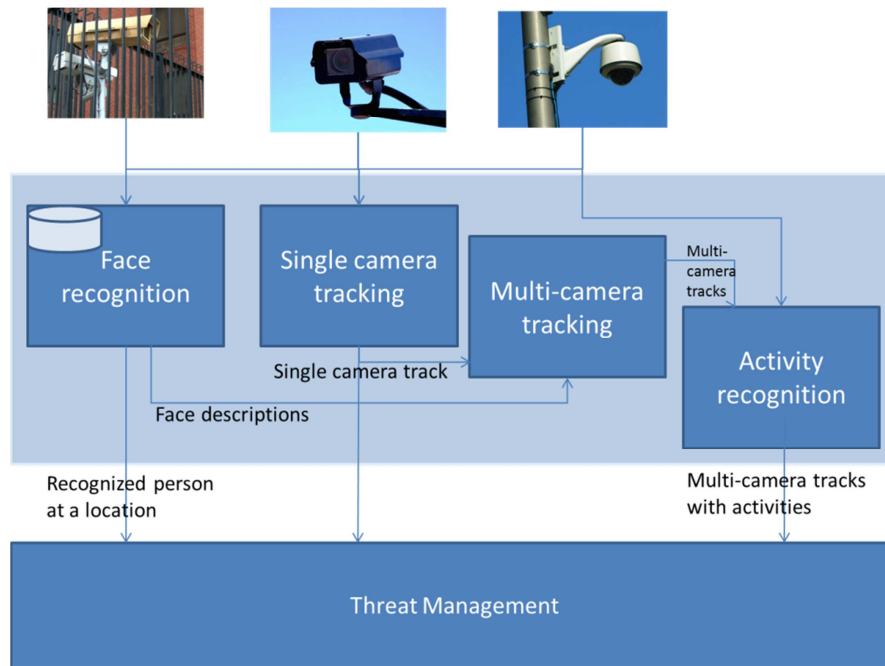 Face
recognition
Single camera
tracking
Multi-camera
tracking
Multi-
camera
tracks
Activity
recognition
Single camera track
Face descriptions
Recognized person
at a location
Multi-camera tracks
with activities
Threat Management